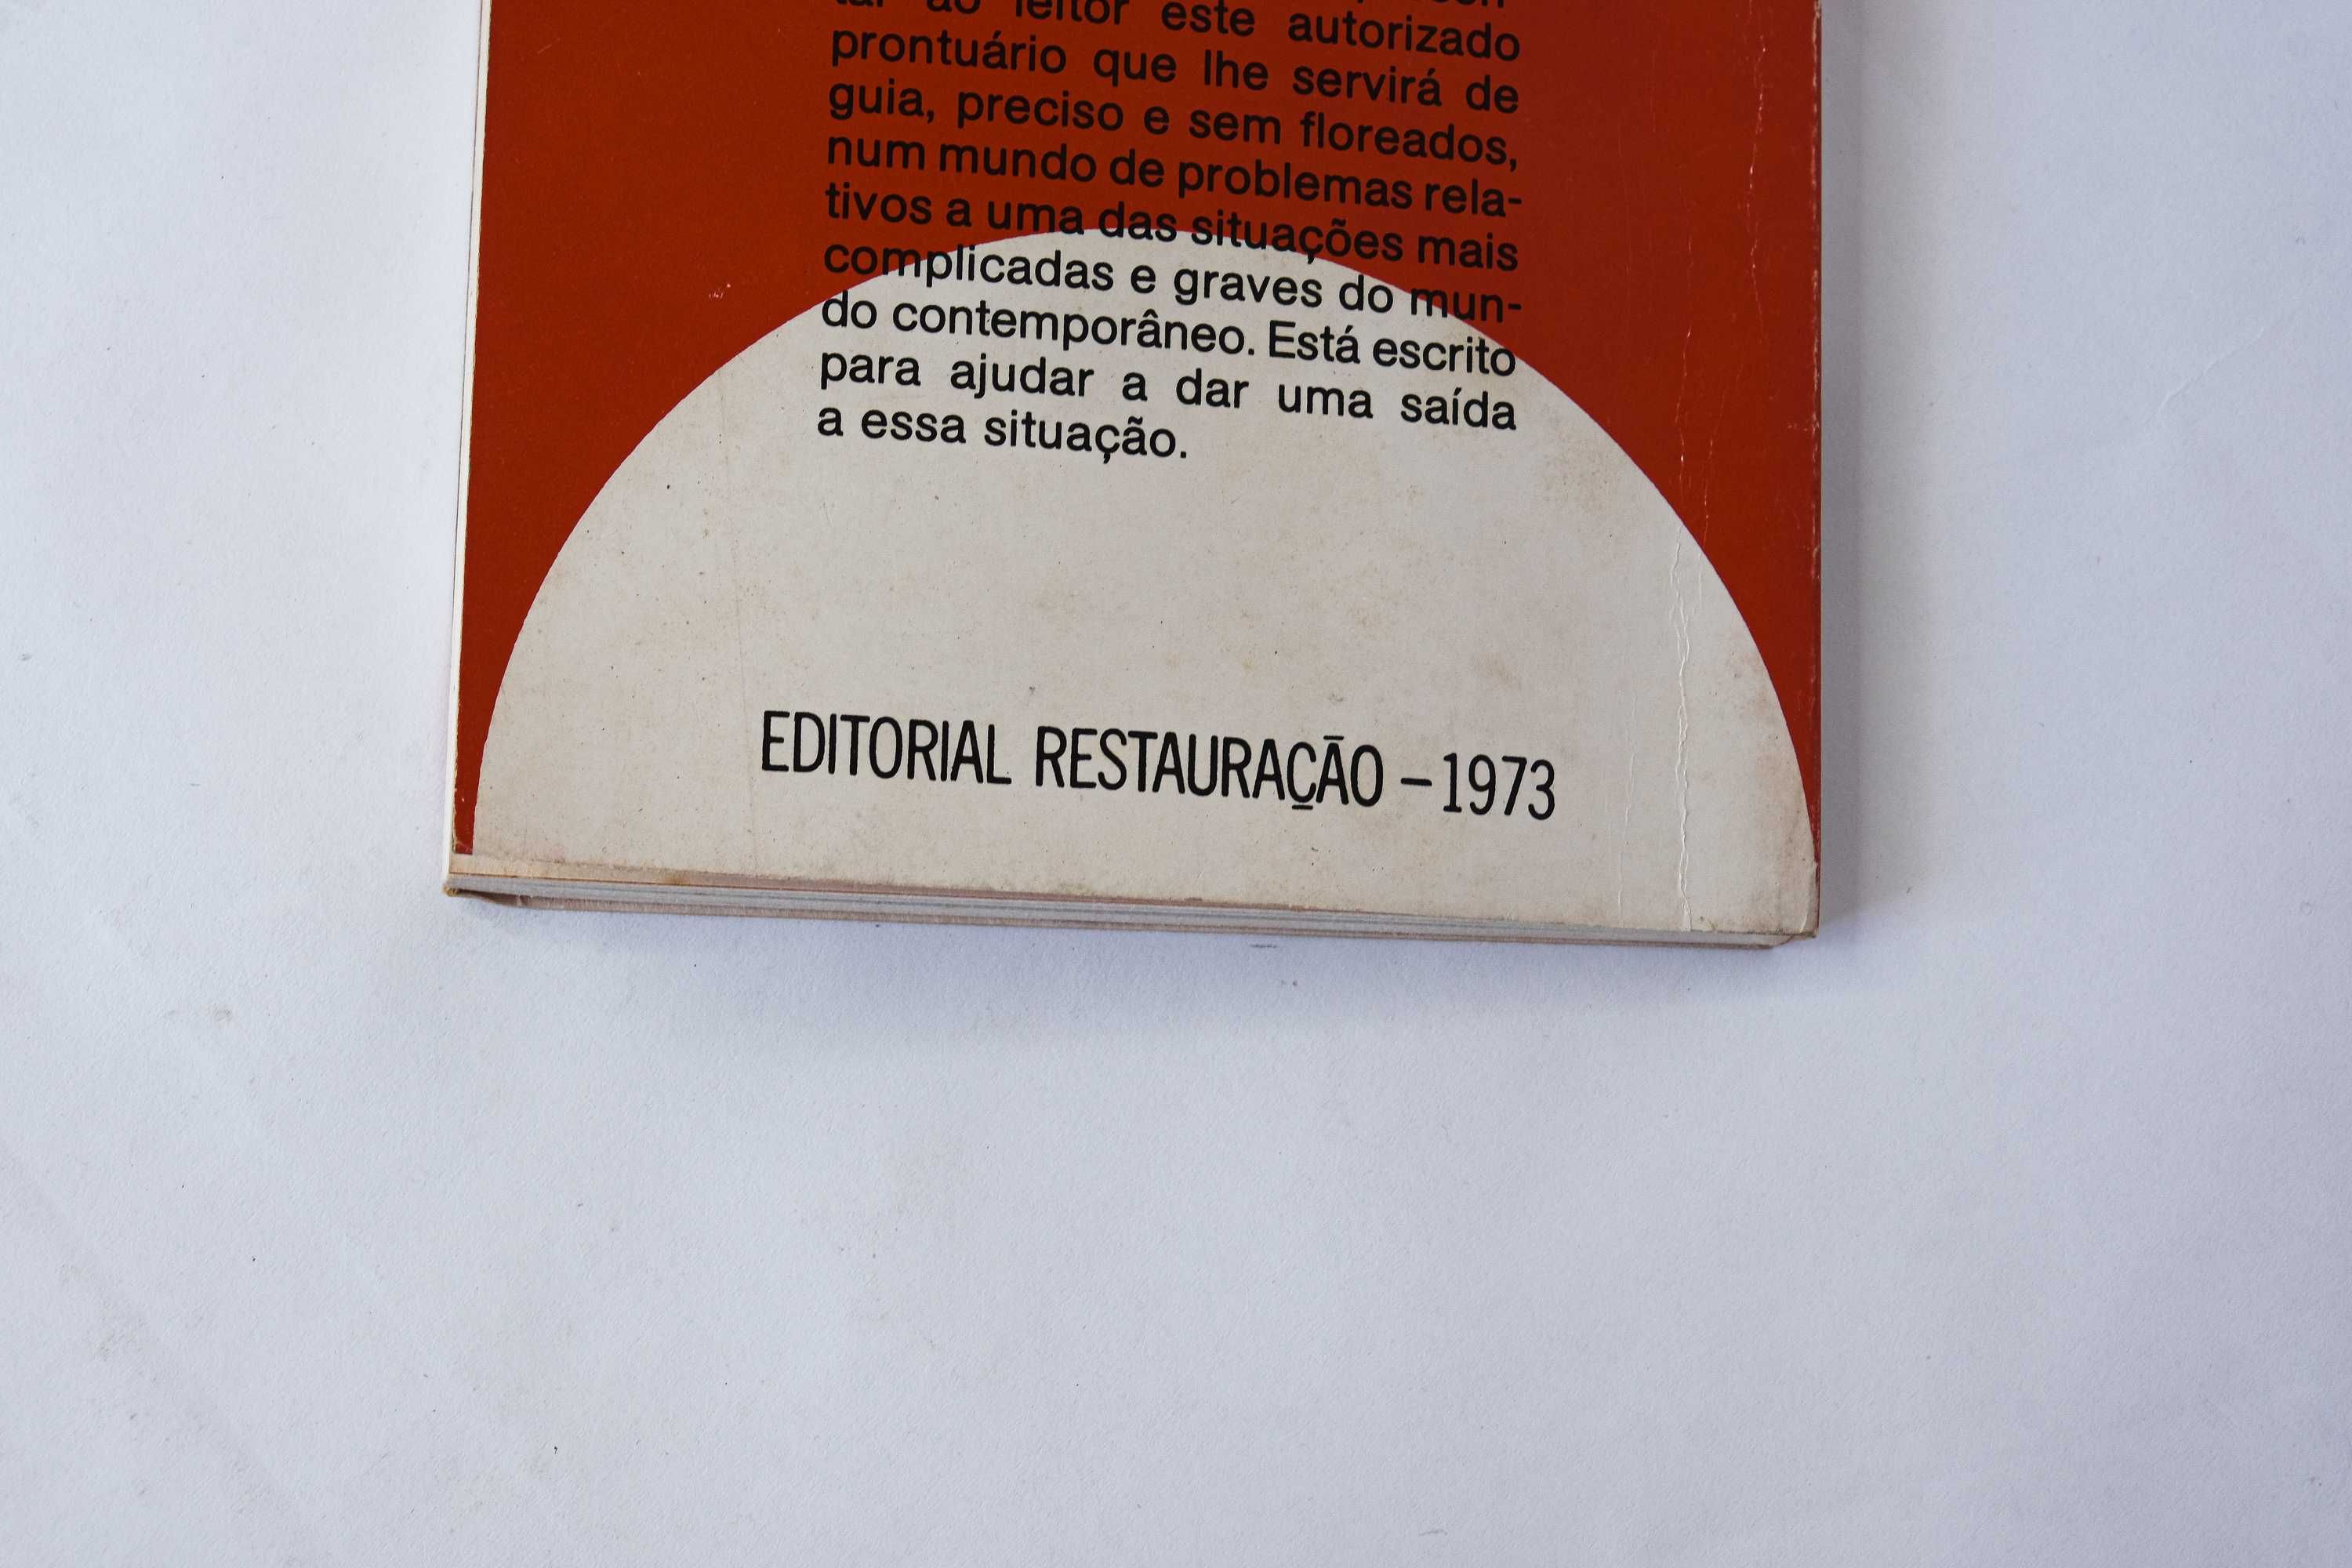 tar ao leitor este autorizado
prontuário que lhe servirá de
guia, preciso e sem floreados,
num mundo de problemas rela-
tivos a uma das situações mais
complicadas e graves do mun-
do contemporâneo. Está escrito
para ajudar a dar uma saída
a essa situação.
EDITORIAL RESTAURAÇÃO – 1973